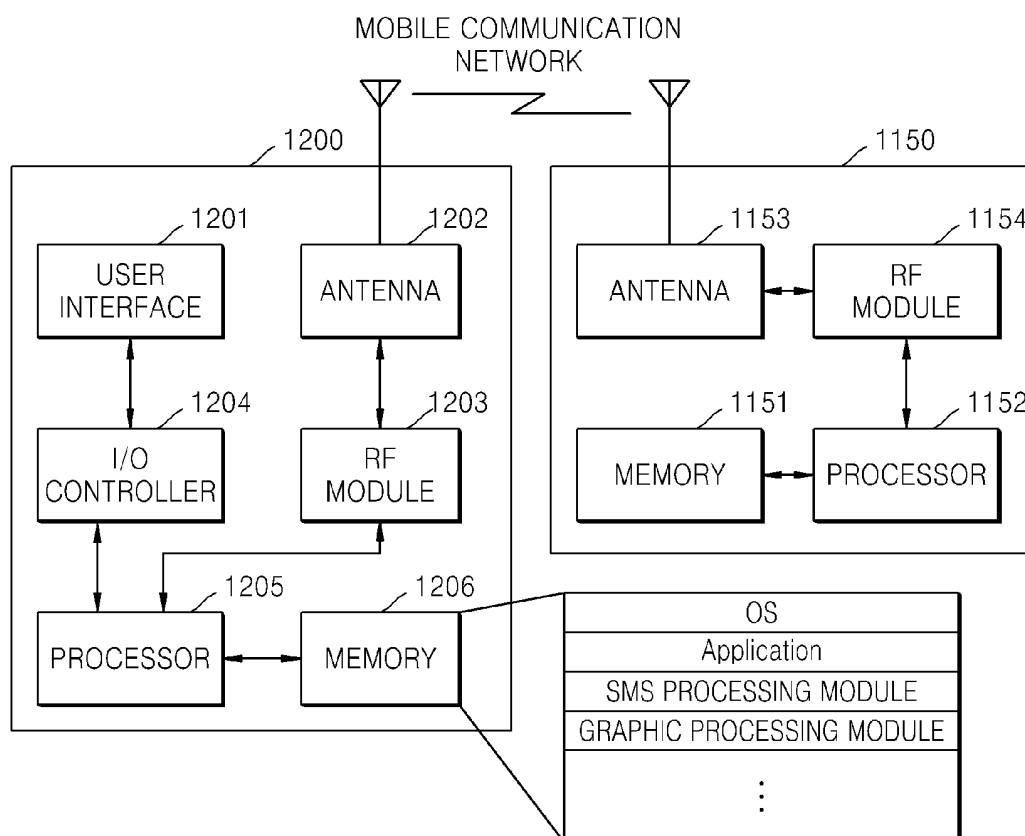 MOBILE COMMUNICATION
NETWORK
1200
1150
1201
1202
1153
1154
USER
INTERFACE
ANTENNA
ANTENNA
RF
MODULE
1204
1203
1151
1152
I/O
CONTROLLER
RF
MODULE
MEMORY
PROCESSOR
1205
1206
PROCESSOR
MEMORY
OS
Application
SMS PROCESSING MODULE
GRAPHIC PROCESSING MODULE
⋮